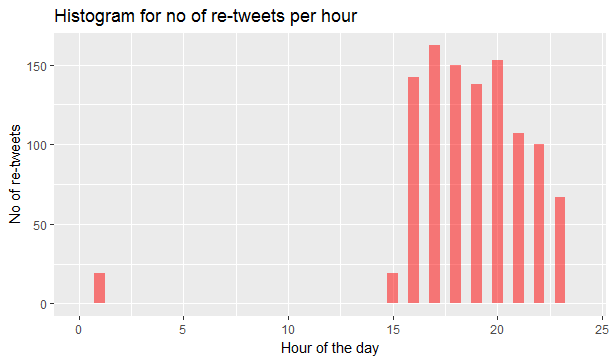 Histogram for no of re-tweets per hour
No of re-tweets
150
100
50
0
0 5 10 15 20 25
Hour of the day